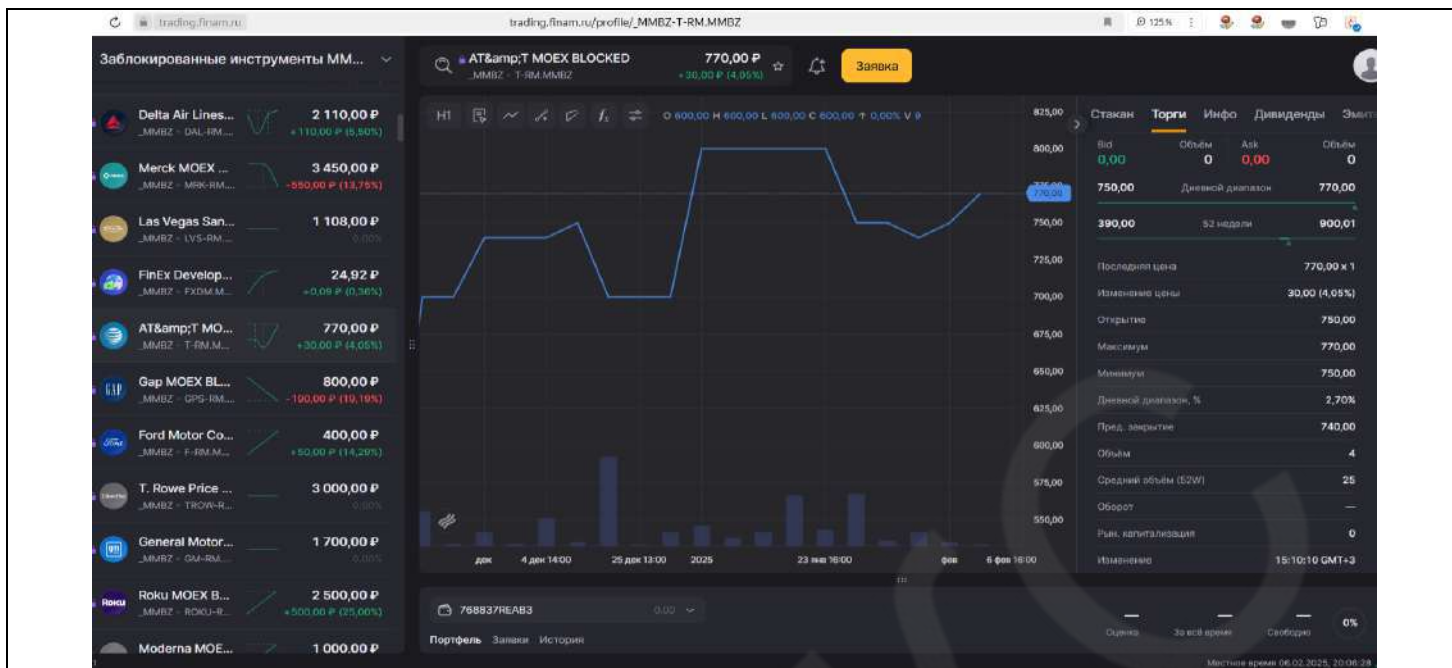 trading.finam.ru
trading.finam.ru/profile/_MMBZ-T-RM.MMBZ
125 %
Заблокированные инструменты MM...
AT&amp;T MOEX BLOCKED
_MMBZ - T-RM.MMBZ
770,00 ₽
+30,00 ₽ (4,05%)
Заявка
Delta Air Lines...
_MMBZ - DAL-RM....
2 110,00 ₽
+110,00 ₽ (5,50%)
Merck MOEX ...
_MMBZ - MRK-RM....
3 450,00 ₽
-550,00 ₽ (13,75%)
Las Vegas San...
_MMBZ - LVS-RM....
1 108,00 ₽
0,00%
FinEx Develop...
_MMBZ - FXDM.M...
24,92 ₽
+0,09 ₽ (0,36%)
AT&amp;T MO...
_MMBZ - T-RM.M...
770,00 ₽
+30,00 ₽ (4,05%)
GAP
Gap MOEX BL...
_MMBZ - GPS-RM....
800,00 ₽
-190,00 ₽ (19,19%)
Ford Motor Co...
_MMBZ - F-RM.M...
400,00 ₽
+50,00 ₽ (14,29%)
T. Rowe Price ...
_MMBZ - TROW-R...
3 000,00 ₽
0,00%
gm
General Motor...
_MMBZ - GM-RM....
1 700,00 ₽
0,00%
ROKU
Roku MOEX B...
_MMBZ - ROKU-R...
2 500,00 ₽
+500,00 ₽ (25,00%)
Moderna MOE...
1 000,00 ₽
H1
O 600,00 H 600,00 L 600,00 C 600,00 ↑ 0,00% V 9
825,00
800,00
775,00
770,00
750,00
725,00
700,00
675,00
650,00
625,00
600,00
575,00
550,00
дек
4 дек 14:00
25 дек 13:00
2025
23 янв 16:00
фев
6 фев 16:00
Стакан
Торги
Инфо
Дивиденды
Эмит
Bid
Объём
Ask
Объём
0,00
0
0,00
0
750,00
Дневной диапазон
770,00
390,00
52 недели
900,01
Последняя цена
770,00 x 1
Изменение цены
30,00 (4,05%)
Открытие
750,00
Максимум
770,00
Минимум
750,00
Дневной диапазон, %
2,70%
Пред. закрытие
740,00
Объём
4
Средний объём (52W)
25
Оборот
—
Рын. капитализация
0
Изменение
15:10:10 GMT+3
768837REAB3
0,00
Портфель
Заявки
История
—
Оценка
—
За всё время
—
Свободно
0%
Местное время 06.02.2025, 20:06:28